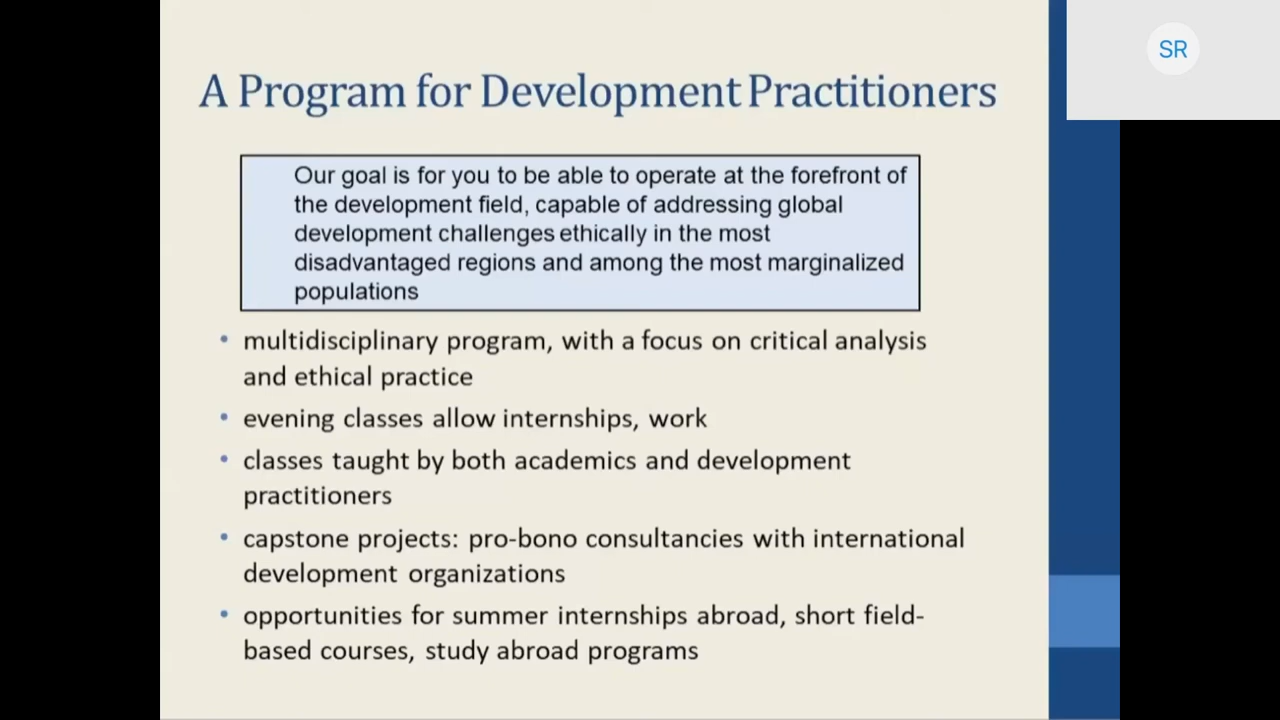 SR
A Program for Development Practitioners
Our goal is for you to be able to operate at the forefront of
the development field, capable of addressing global
development challenges ethically in the most
disadvantaged regions and among the most marginalized
populations
• multidisciplinary program, with a focus on critical analysis
and ethical practice
• evening classes allow internships, work
• classes taught by both academics and development
practitioners
• capstone projects: pro-bono consultancies with international
development organizations
• opportunities for summer internships abroad, short field-
based courses, study abroad programs